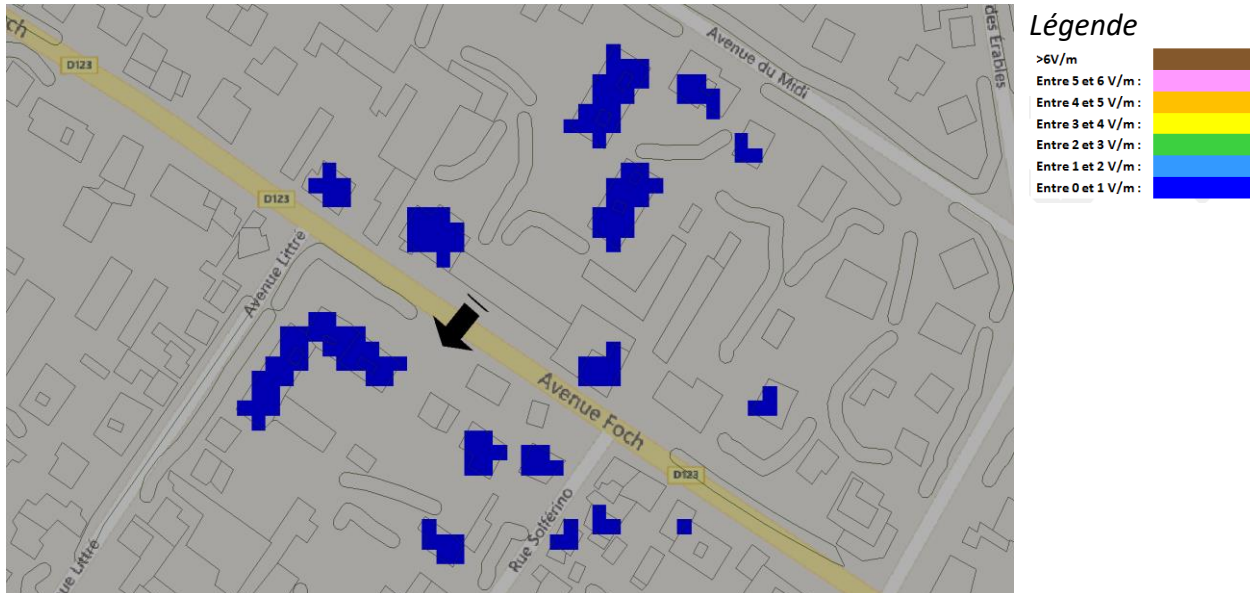 ch
D123
Avenue du Midi
des Érables
D123
Avenue Littré
Avenue Foch
D123
Rue Solférino
ue Littré
Légende
>6V/m
Entre 5 et 6 V/m :
Entre 4 et 5 V/m :
Entre 3 et 4 V/m :
Entre 2 et 3 V/m :
Entre 1 et 2 V/m :
Entre 0 et 1 V/m :